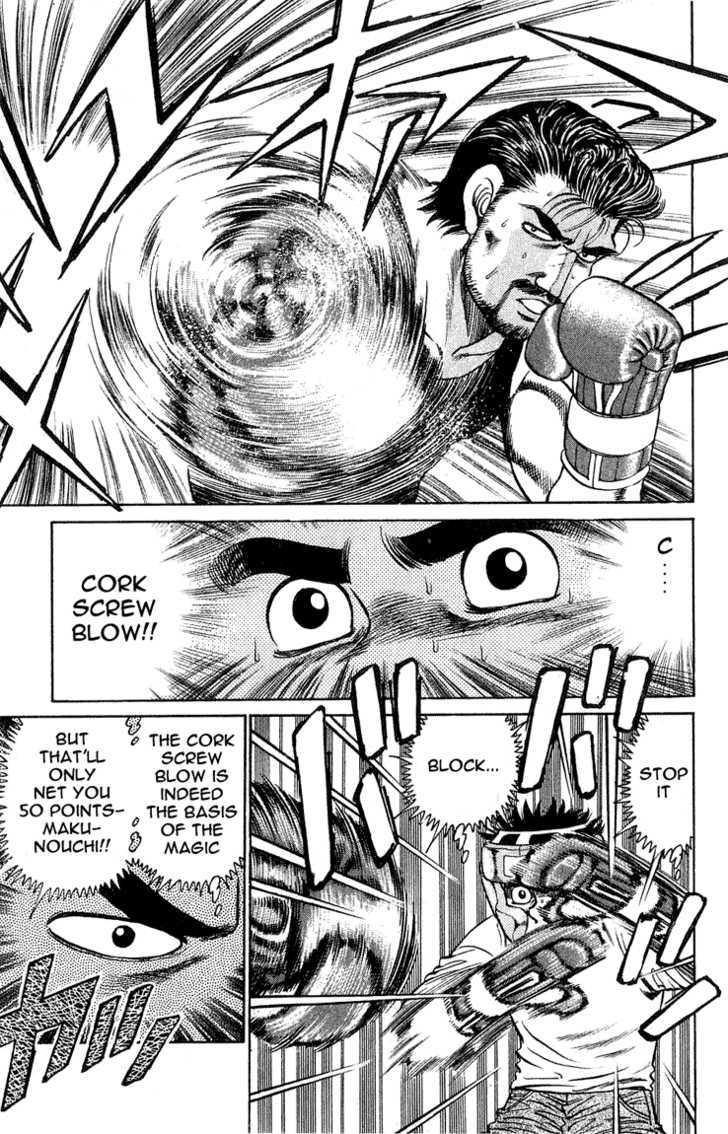 C
....
CORK
SCREW
BLOW!!
STOP
IT
BLOCK...
THE CORK
SCREW
BLOW IS
INDEED
THE BASIS
OF THE
MAGIC
BUT
THAT'LL
ONLY
NET YOU
50 POINTS-
MAKU-
NOUCHI!!